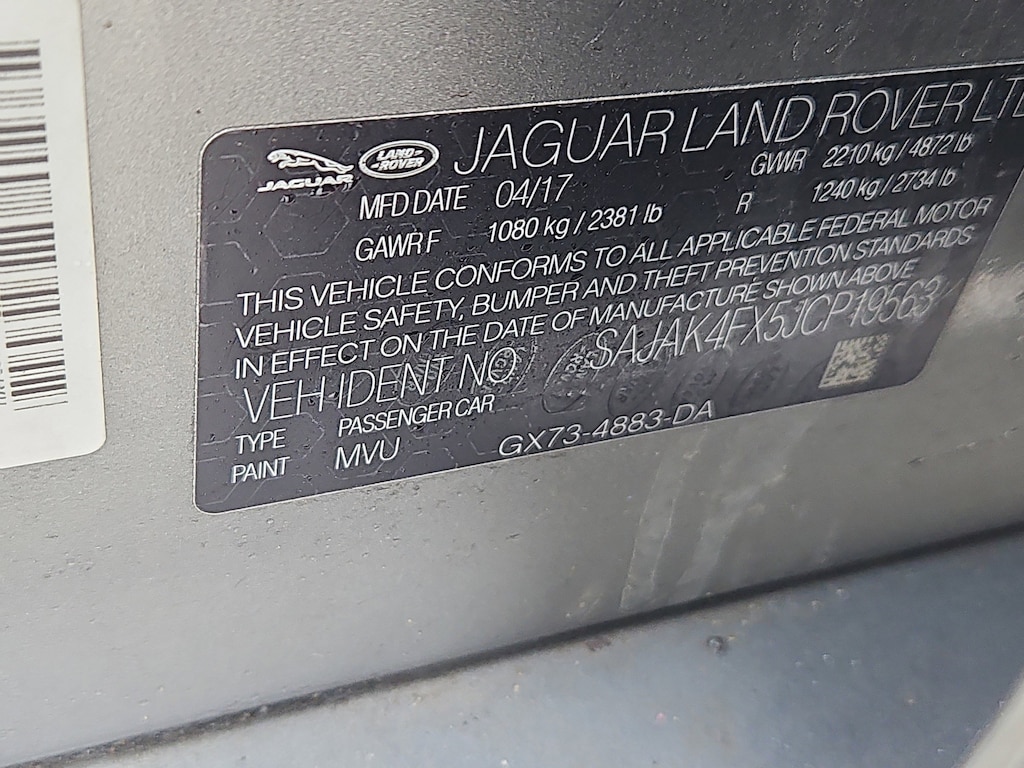 JAGUAR LAND ROVER JAGUAR LAND ROVER LTD
MFD DATE 04/17 GVWR 2210 kg / 4872 lb
GAWR F 1080 kg / 2381 lb R 1240 kg / 2734 lb
THIS VEHICLE CONFORMS TO ALL APPLICABLE FEDERAL MOTOR
VEHICLE SAFETY, BUMPER AND THEFT PREVENTION STANDARDS
IN EFFECT ON THE DATE OF MANUFACTURE SHOWN ABOVE
VEH IDENT NO SAJAK4FX5JCP19563
TYPE PASSENGER CAR
PAINT MVU GX73-4883-DA